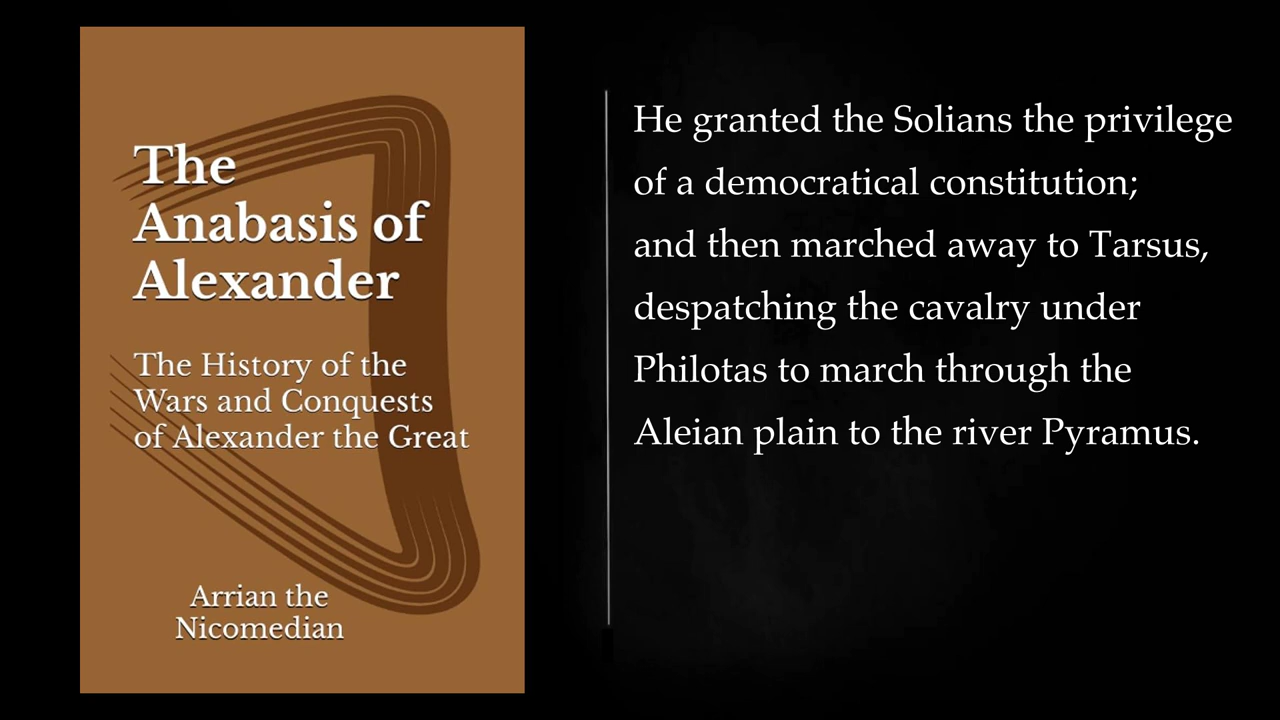 The
Anabasis of
Alexander
The History of the
Wars and Conquests
of Alexander the Great
Arrian the
Nicomedian
He granted the Solians the privilege
of a democratical constitution;
and then marched away to Tarsus,
despatching the cavalry under
Philotas to march through the
Aleian plain to the river Pyramus.